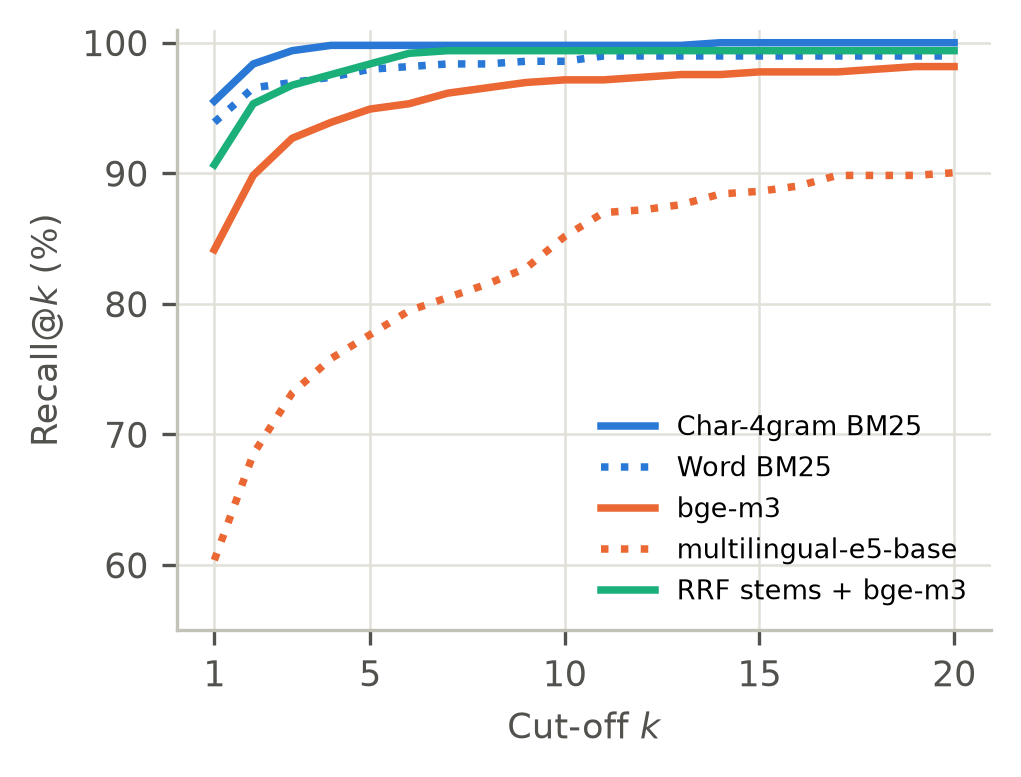 100
90
80
70
60
Recall@k (%)
Char-4gram BM25
Word BM25
bge-m3
multilingual-e5-base
RRF stems + bge-m3
1 5 10 15 20
Cut-off k